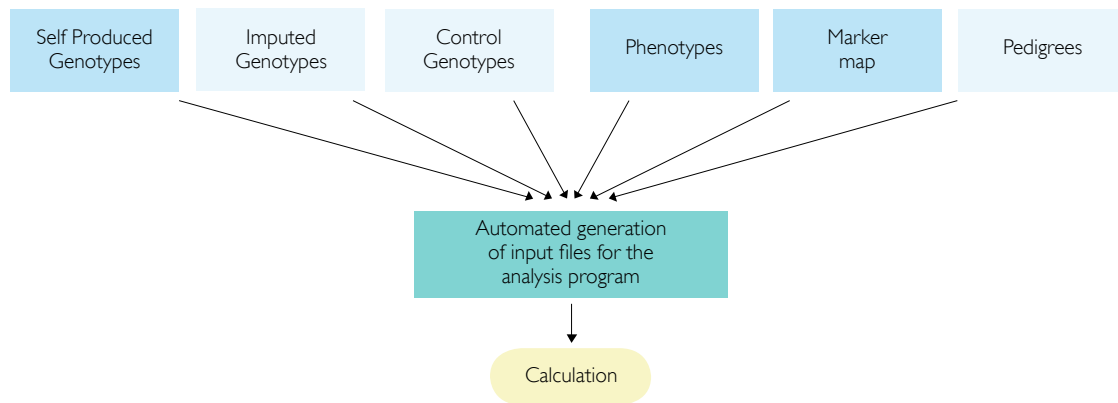 Self Produced
Genotypes
Imputed
Genotypes
Control
Genotypes
Phenotypes
Marker
map
Pedigrees
Automated generation
of input files for the
analysis program
Calculation